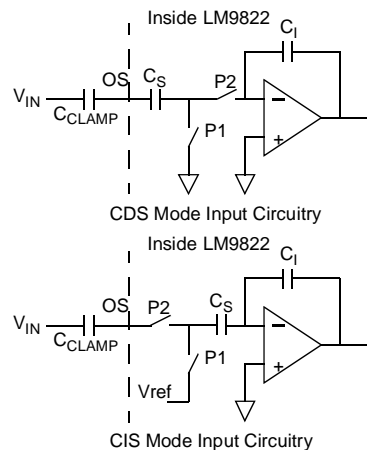 Inside LM9822
C_I
OS C_S P2
V_IN
C_CLAMP
P1
−
+
CDS Mode Input Circuitry
Inside LM9822
C_I
OS P2 C_S
V_IN
C_CLAMP
P1
−
+
Vref
CIS Mode Input Circuitry